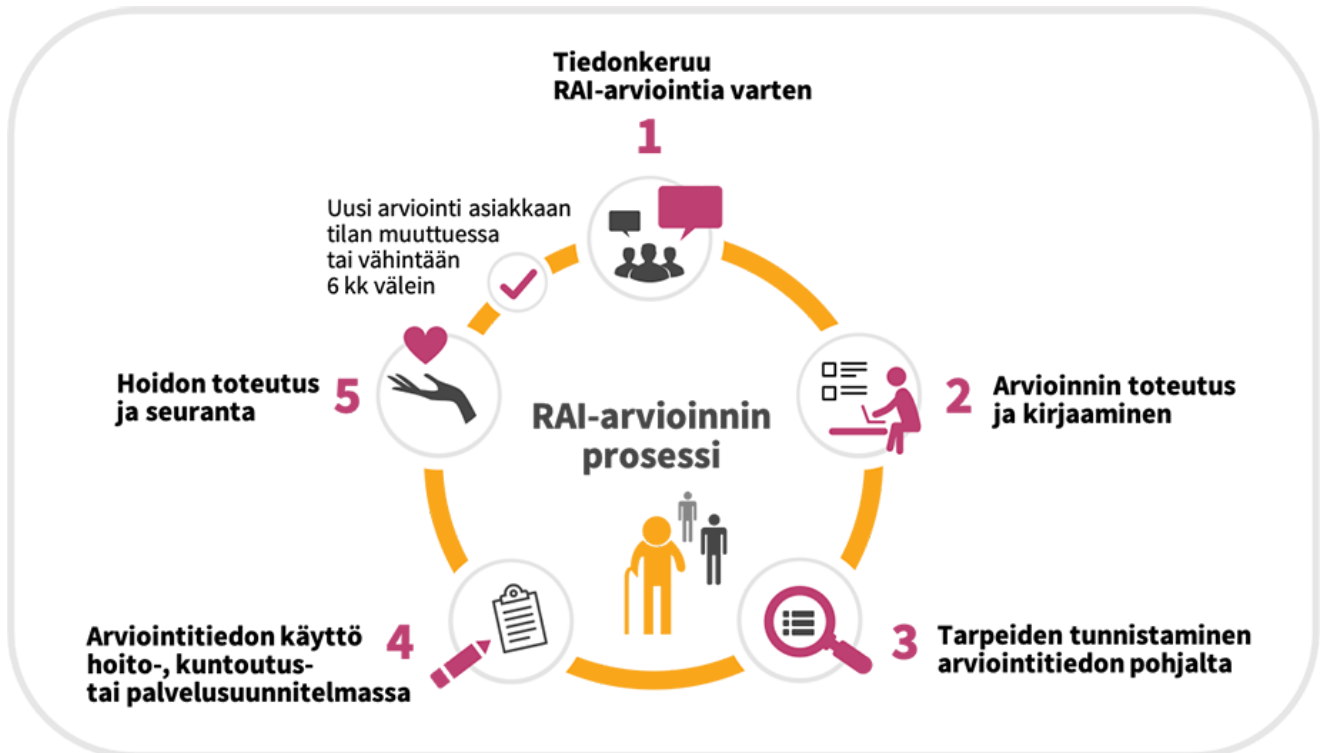 Tiedonkeruu
RAI-arviointia varten
1
Uusi arviointi asiakkaan
tilan muuttuessa
tai vähintään
6 kk välein
RAI-arvioinnin
prosessi
2
Arvioinnin toteutus
ja kirjaaminen
3
Tarpeiden tunnistaminen
arviointitiedon pohjalta
Arviointitiedon käyttö
hoito-, kuntoutus-
tai palvelusuunnitelmassa
4
Hoidon toteutus
ja seuranta
5